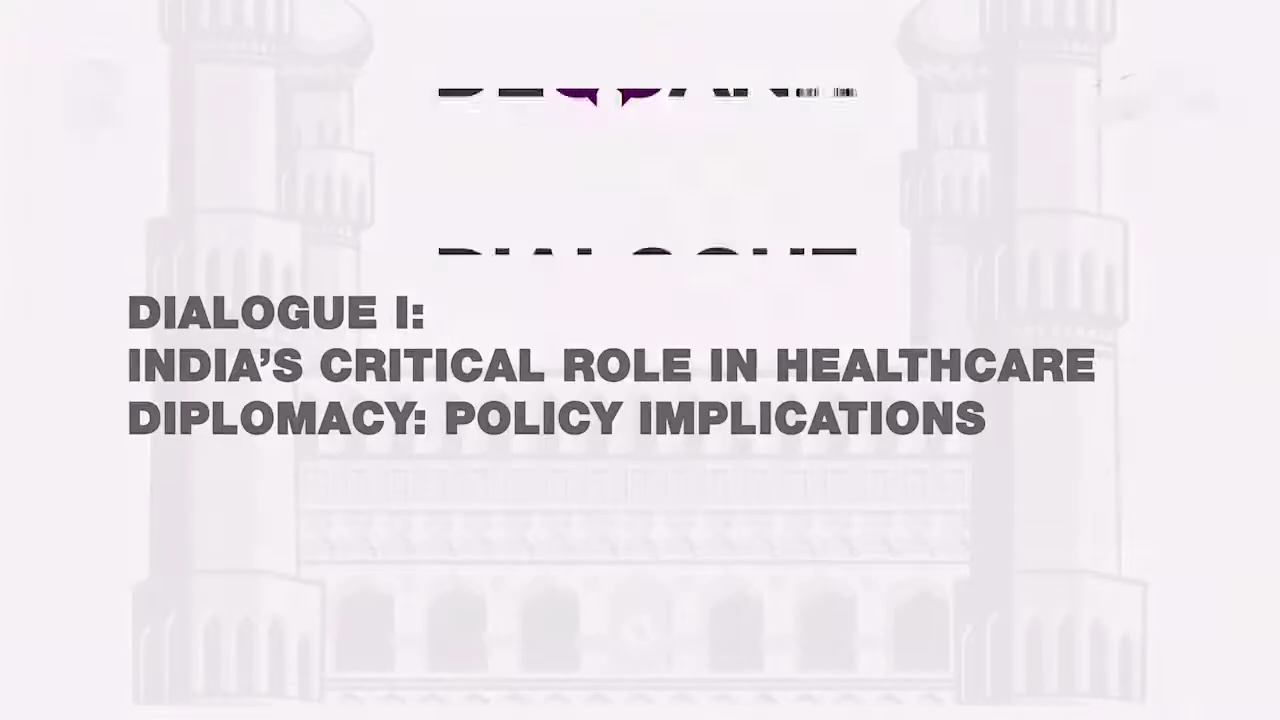 DIALOGUE I:
INDIA'S CRITICAL ROLE IN HEALTHCARE
DIPLOMACY: POLICY IMPLICATIONS